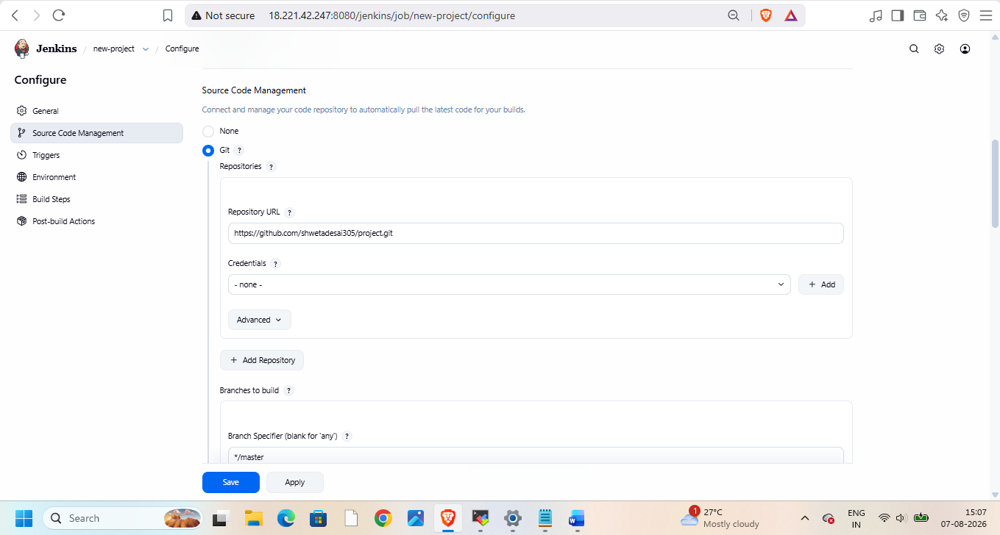 Not secure 18.221.42.247:8080/jenkins/job/new-project/configure
Jenkins / new-project / Configure
Configure
General
Source Code Management
Triggers
Environment
Build Steps
Post-build Actions
Source Code Management
Connect and manage your code repository to automatically pull the latest code for your builds.
None
Git ?
Repositories ?
Repository URL ?
https://github.com/shwetadesai305/project.git
Credentials ?
- none -
+ Add
Advanced
+ Add Repository
Branches to build ?
Branch Specifier (blank for 'any') ?
*/master
Save Apply
Search
1
27°C
Mostly cloudy
ENG
IN
15:07
07-08-2026